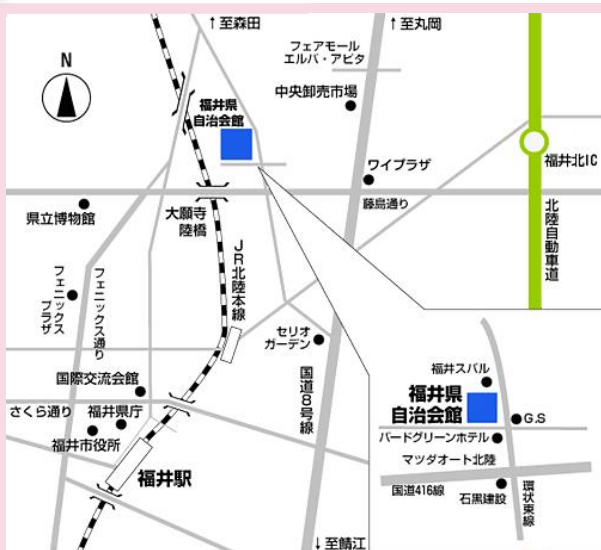 ↑至森田
↑至丸岡
フェアモール
エルバ・アピタ
N
中央卸売市場
福井県
自治会館
福井北IC
ワイプラザ
藤島通り
県立博物館
大願寺
陸橋
北陸自動車道
JR北陸本線
フェニックス
プラザ
フェニックス通り
セリオ
ガーデン
国道8号線
国際交流会館
さくら通り
福井県庁
福井市役所
福井駅
↓至鯖江
福井スバル
福井県
自治会館
G.S
バードグリーンホテル
マツダオート北陸
国道416線
石黒建設
環状東線